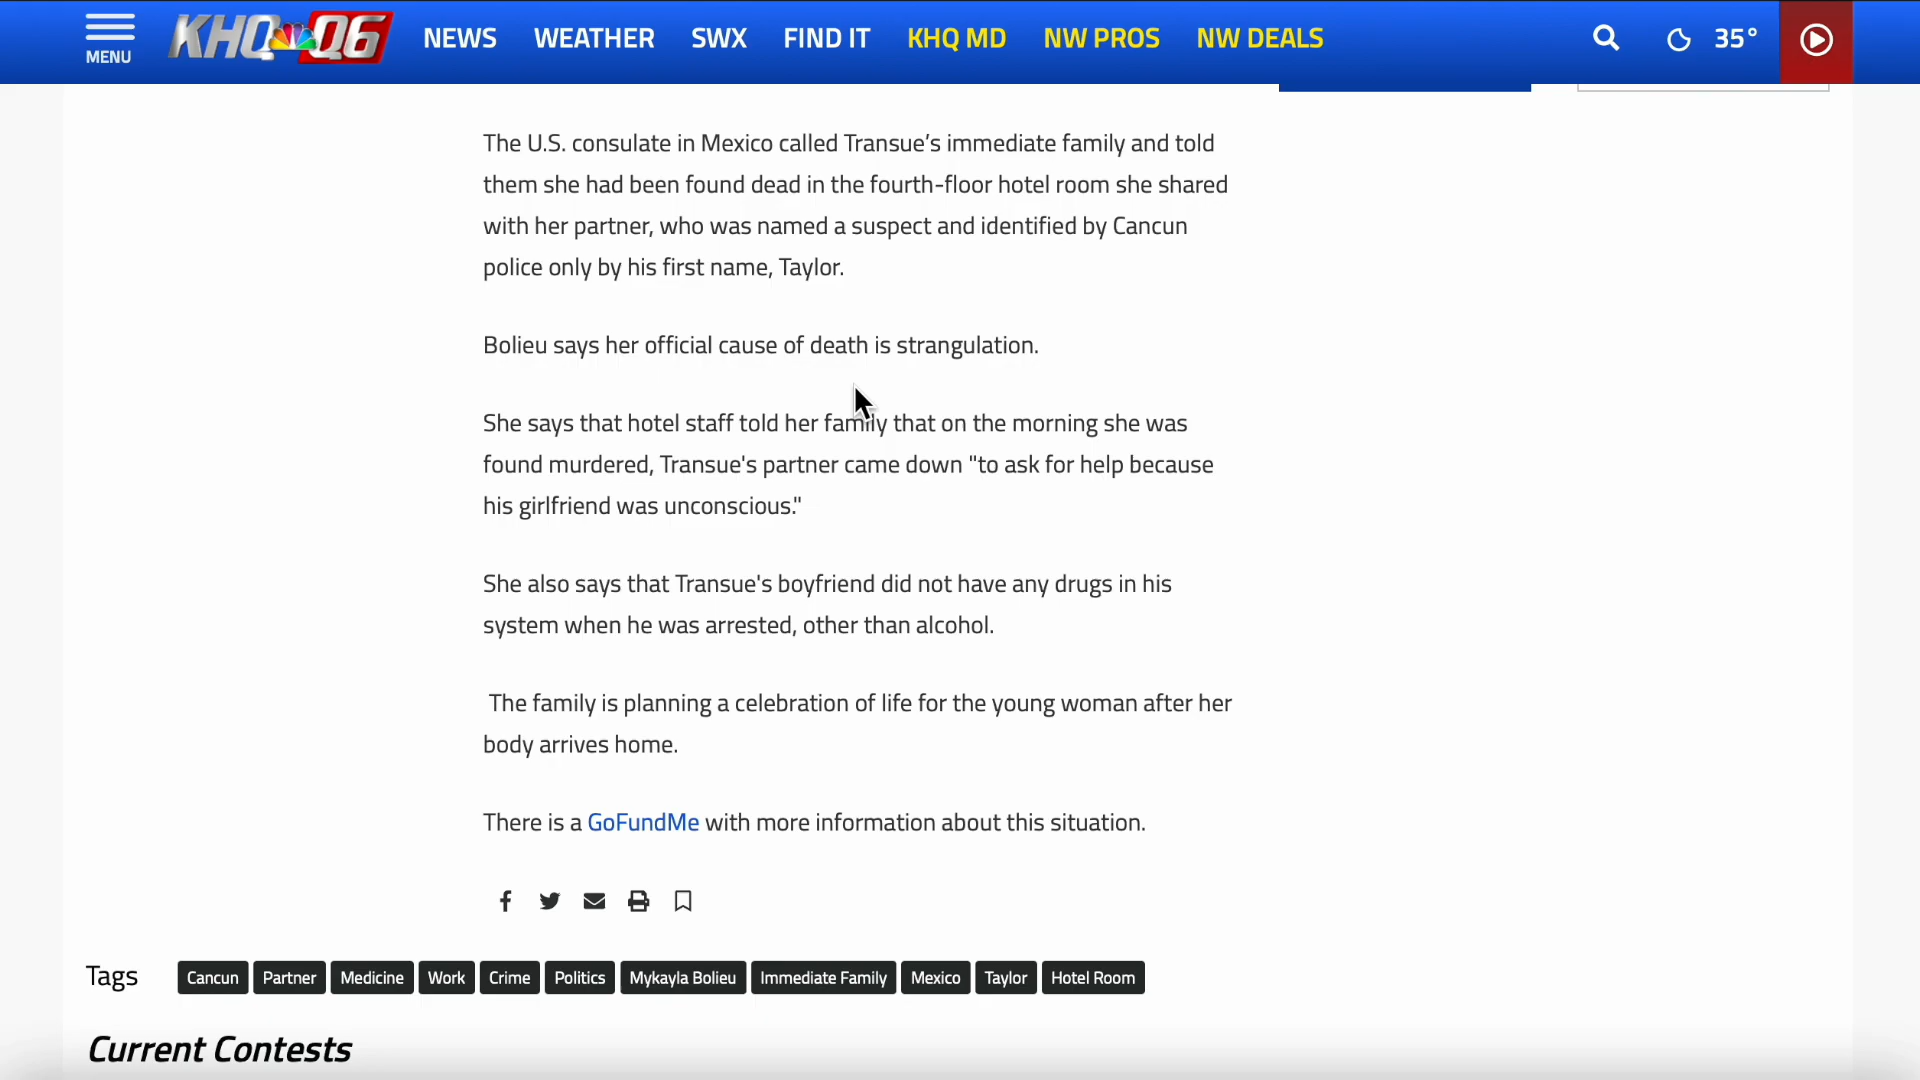 MENU
KHQ Q6
NEWS WEATHER SWX FIND IT KHQ MD NW PROS NW DEALS
35°
The U.S. consulate in Mexico called Transue’s immediate family and told
them she had been found dead in the fourth-floor hotel room she shared
with her partner, who was named a suspect and identified by Cancun
police only by his first name, Taylor.
Bolieu says her official cause of death is strangulation.
She says that hotel staff told her family that on the morning she was
found murdered, Transue's partner came down "to ask for help because
his girlfriend was unconscious."
She also says that Transue's boyfriend did not have any drugs in his
system when he was arrested, other than alcohol.
The family is planning a celebration of life for the young woman after her
body arrives home.
There is a GoFundMe with more information about this situation.
Tags Cancun Partner Medicine Work Crime Politics Mykayla Bolieu Immediate Family Mexico Taylor Hotel Room
Current Contests